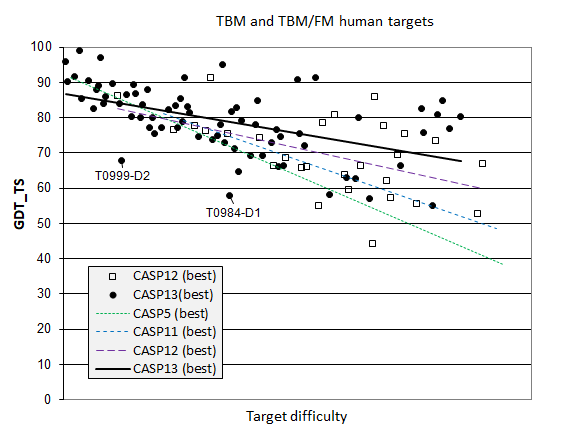 TBM and TBM/FM human targets
GDT_TS
100
90
80
70
60
50
40
30
20
10
0
T0999-D2
T0984-D1
CASP12 (best)
CASP13(best)
CASP5 (best)
CASP11 (best)
CASP12 (best)
CASP13 (best)
Target difficulty